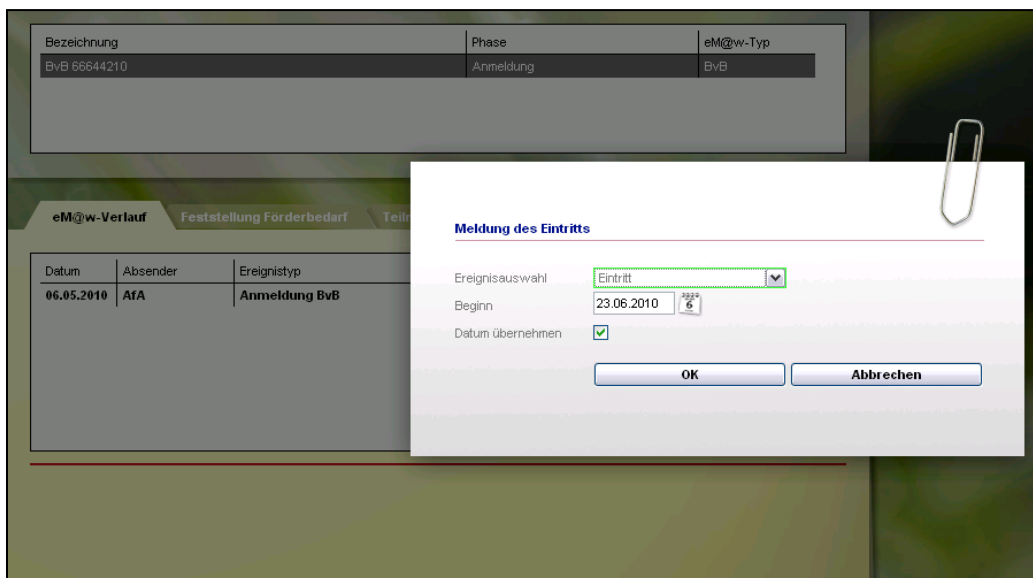 Bezeichnung Phase eM@w-Typ
BvB 66644210 Anmeldung BvB
eM@w-Verlauf Feststellung Förderbedarf
Datum Absender Ereignistyp
06.05.2010 AfA Anmeldung BvB
Meldung des Eintritts
Ereignisauswahl Eintritt
Beginn 23.06.2010 6
Datum übernehmen
OK Abbrechen